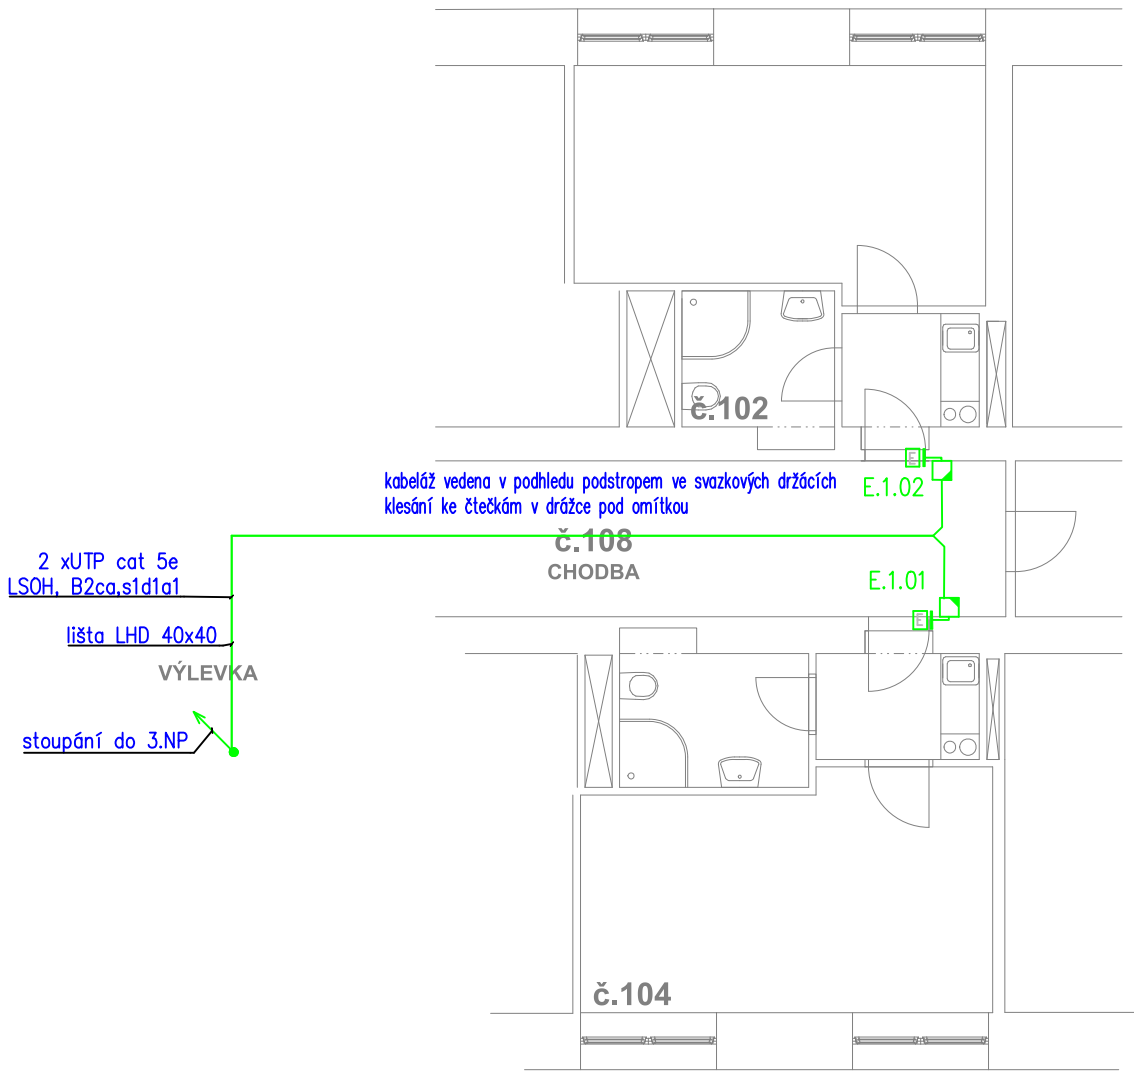 č.102
E
kabeláž vedena v podhledu podstropem ve svazkových držácích
klesání ke čtečkám v drážce pod omítkou
E.1.02
č.108
CHODBA
2 xUTP cat 5e
LSOH, B2ca,s1d1a1
E.1.01
E
lišta LHD 40x40
VÝLEVKA
stoupání do 3.NP
č.104